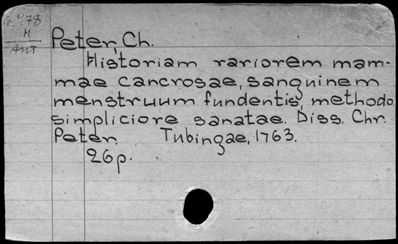 H
Ant
Peter, Ch.
Historiam rariorem mam-
mae cancrosae, sanguinem
menstruum fundentis, methodo
simpliciore sanatae. Diss. Chr.
Peter. Tubingae, 1763.
26p.